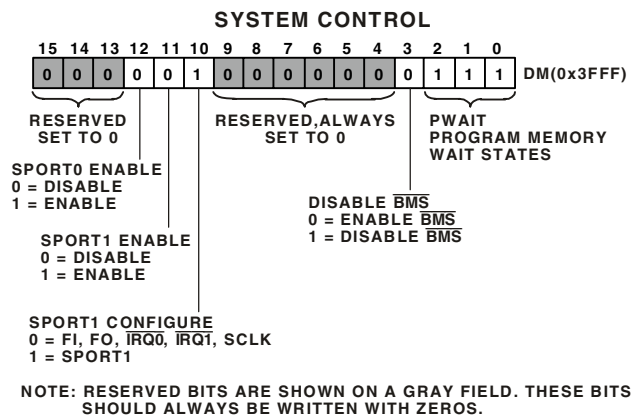 SYSTEM CONTROL
15 14 13 12 11 10 9 8 7 6 5 4 3 2 1 0
0 0 0 0 0 1 0 0 0 0 0 0 0 1 1 1 DM(0x3FFF)
RESERVED
SET TO 0
RESERVED,ALWAYS
SET TO 0
PWAIT
PROGRAM MEMORY
WAIT STATES
SPORT0 ENABLE
0 = DISABLE
1 = ENABLE
DISABLE BMS
0 = ENABLE BMS
1 = DISABLE BMS
SPORT1 ENABLE
0 = DISABLE
1 = ENABLE
SPORT1 CONFIGURE
0 = FI, FO, IRQ0, IRQ1, SCLK
1 = SPORT1
NOTE: RESERVED BITS ARE SHOWN ON A GRAY FIELD. THESE BITS
SHOULD ALWAYS BE WRITTEN WITH ZEROS.